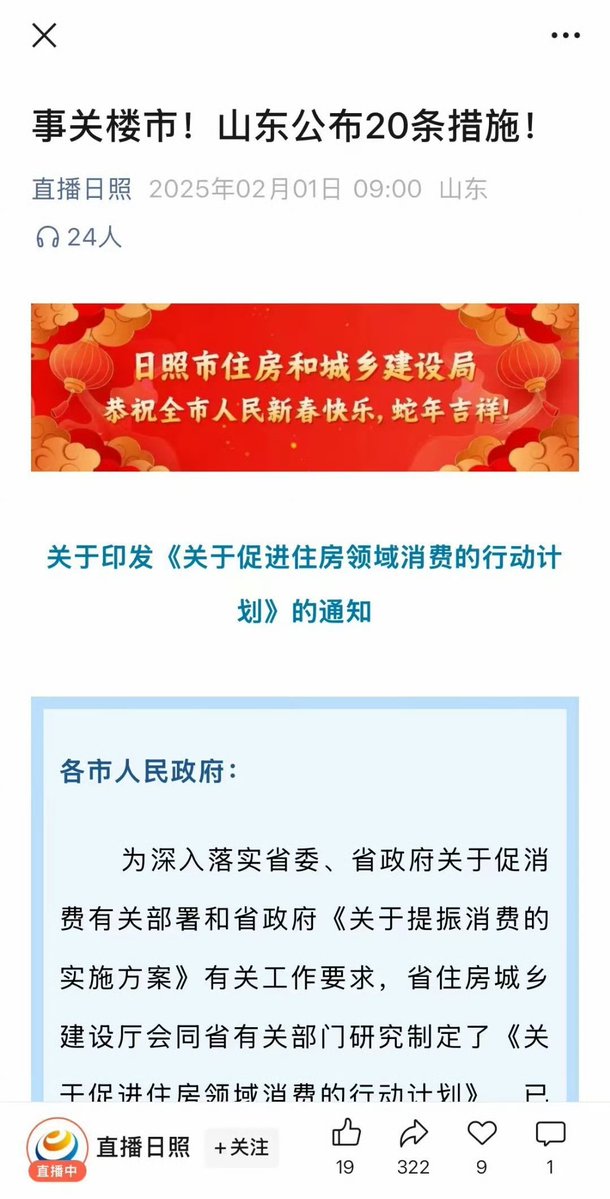 事关楼市！山东公布20条措施！
直播日照 2025年02月01日 09:00 山东
24人
日照市住房和城乡建设局
恭祝全市人民新春快乐,蛇年吉祥!
关于印发《关于促进住房领域消费的行动计
划》的通知
各市人民政府：
为深入落实省委、省政府关于促消
费有关部署和省政府《关于提振消费的
实施方案》有关工作要求，省住房城乡
建设厅会同省有关部门研究制定了《关
于促进住房领域消费的行动计划》，已
直播日照 +关注
直播中
19 322 9 1